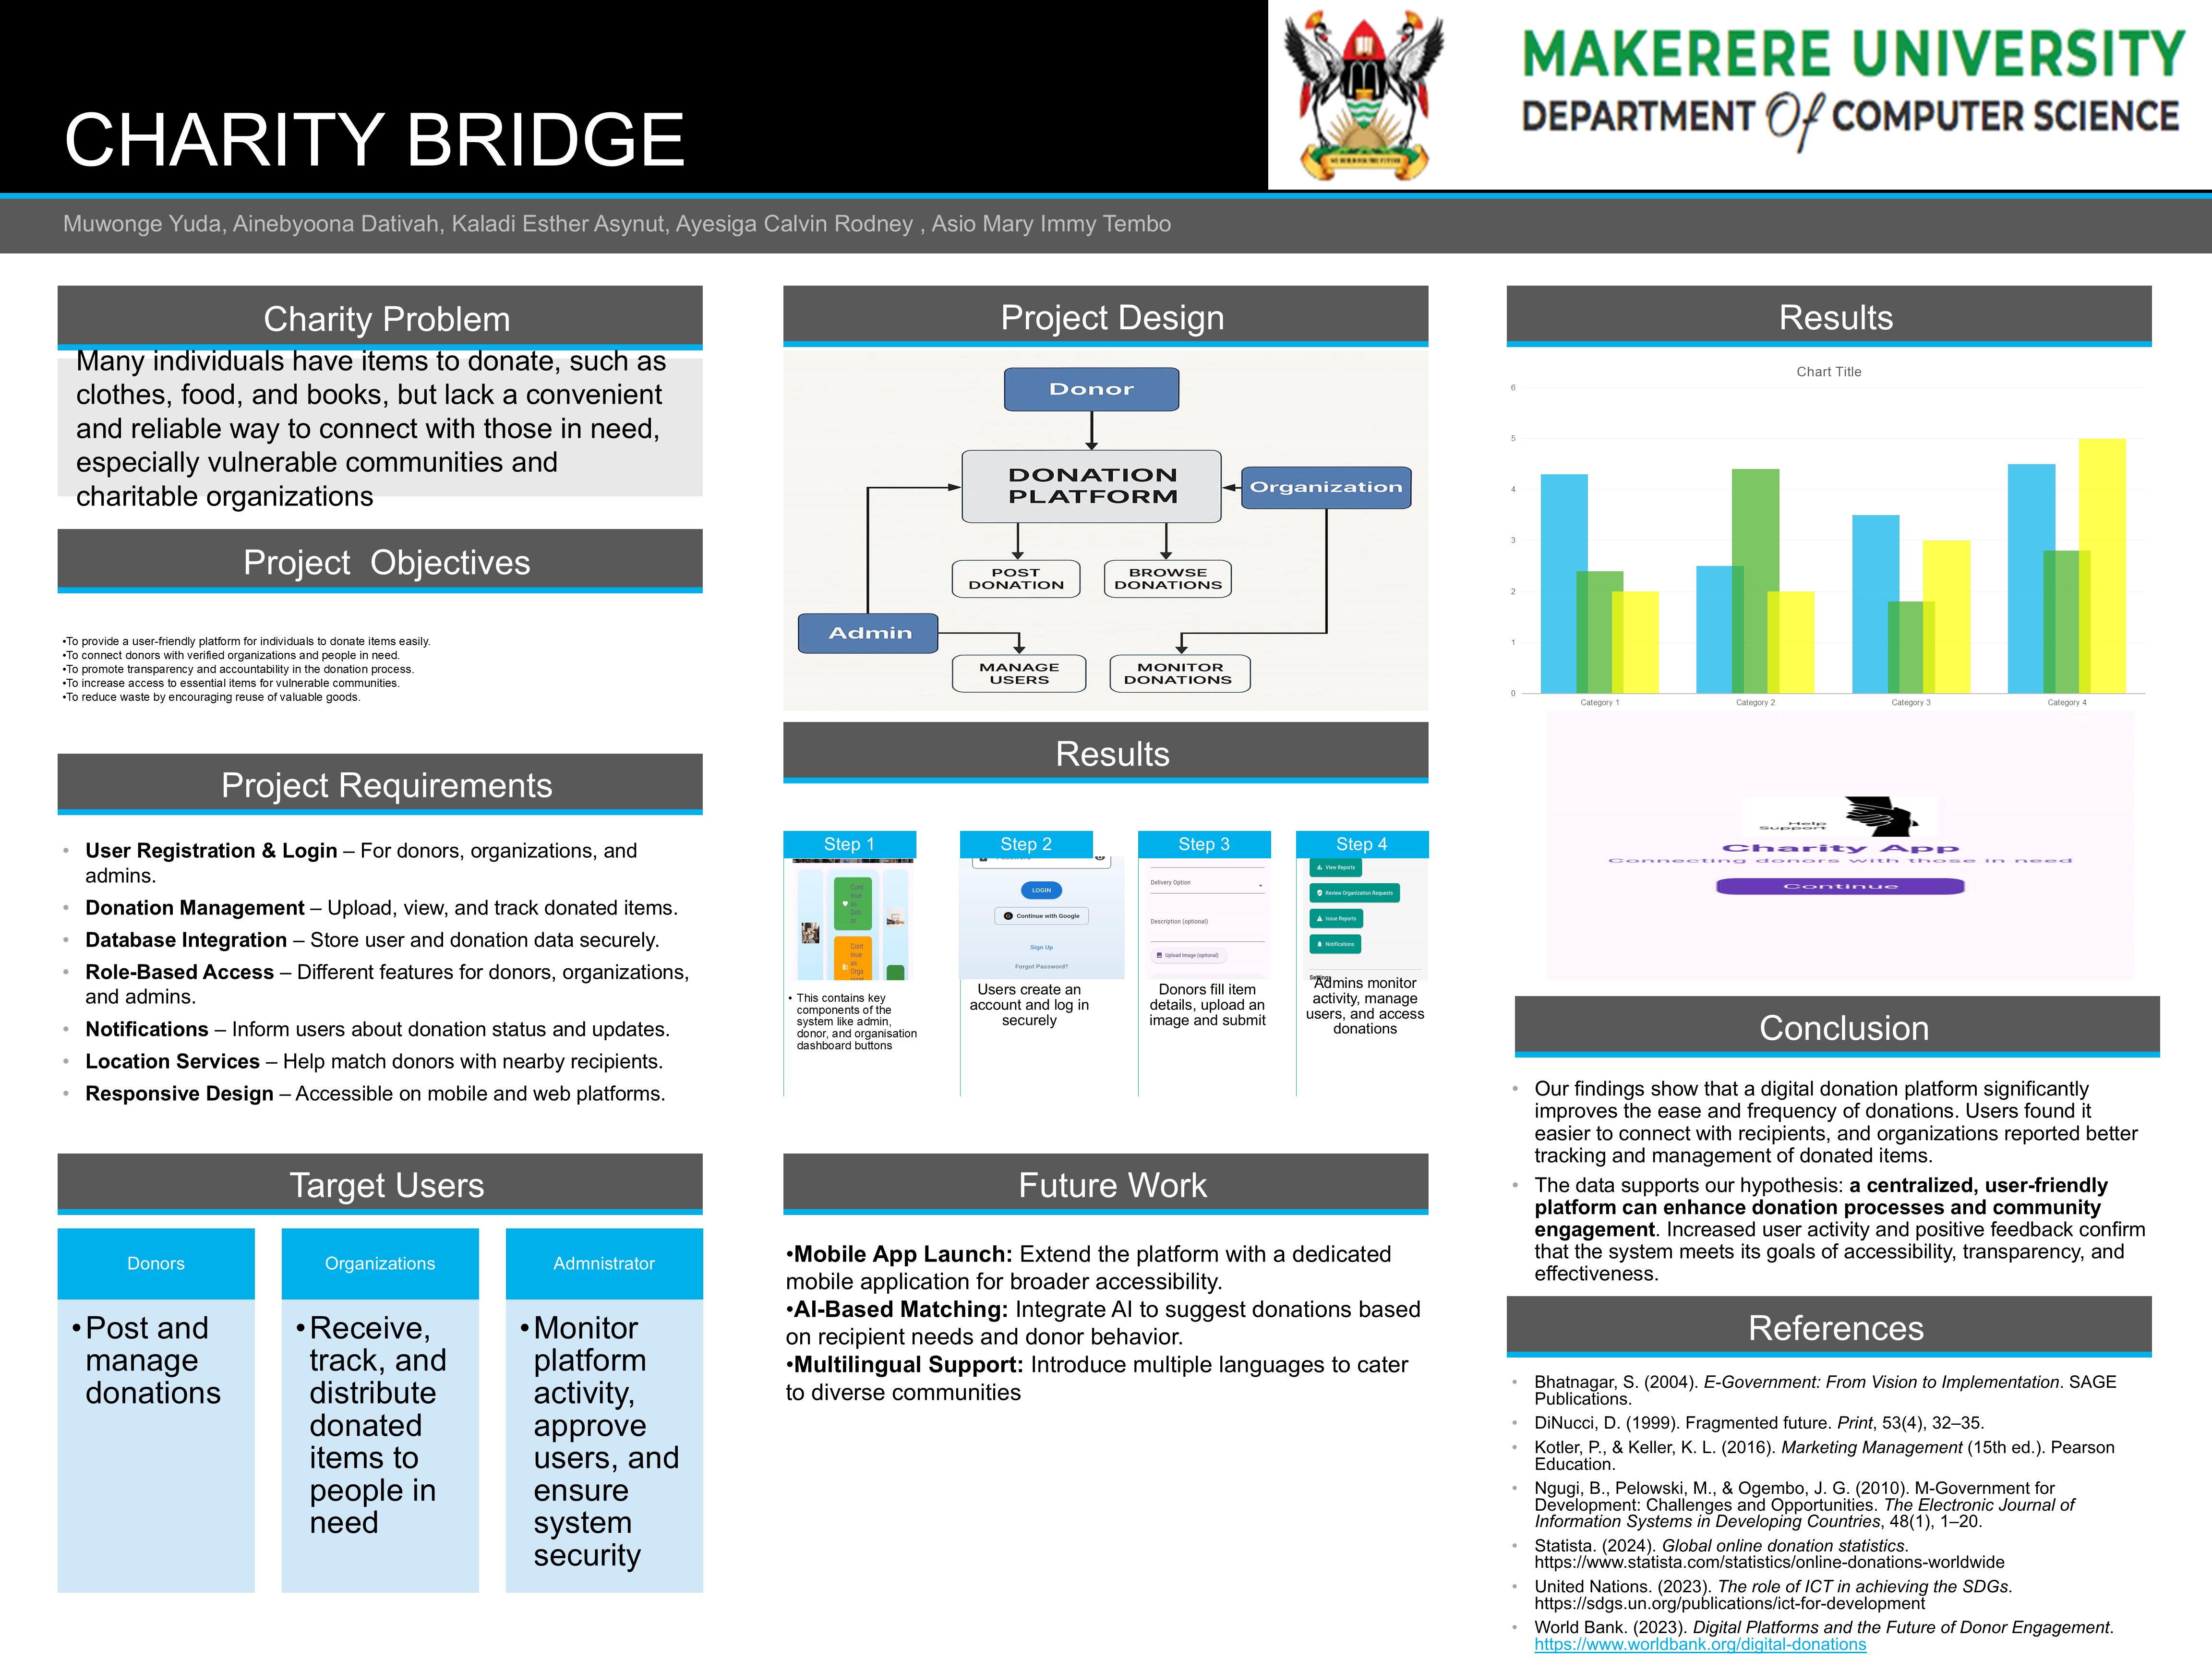 CHARITY BRIDGE
MAKERERE UNIVERSITY
DEPARTMENT Of COMPUTER SCIENCE
Muwonge Yuda, Ainebyoona Dativah, Kaladi Esther Asynut, Ayesiga Calvin Rodney , Asio Mary Immy Tembo
Charity Problem
Many individuals have items to donate, such as
clothes, food, and books, but lack a convenient
and reliable way to connect with those in need,
especially vulnerable communities and
charitable organizations
Project  Objectives
•To provide a user-friendly platform for individuals to donate items easily.
•To connect donors with verified organizations and people in need.
•To promote transparency and accountability in the donation process.
•To increase access to essential items for vulnerable communities.
•To reduce waste by encouraging reuse of valuable goods.
Project Requirements
• User Registration & Login – For donors, organizations, and
admins.
• Donation Management – Upload, view, and track donated items.
• Database Integration – Store user and donation data securely.
• Role-Based Access – Different features for donors, organizations,
and admins.
• Notifications – Inform users about donation status and updates.
• Location Services – Help match donors with nearby recipients.
• Responsive Design – Accessible on mobile and web platforms.
Target Users
Donors
• Post and
manage
donations
Organizations
• Receive,
track, and
distribute
donated
items to
people in
need
Admnistrator
• Monitor
platform
activity,
approve
users, and
ensure
system
security
Project Design
Donor
DONATION
PLATFORM
Organization
POST
DONATION
BROWSE
DONATIONS
Admin
MANAGE
USERS
MONITOR
DONATIONS
Results
Step 1
Cont
inue
as
Don
or
Cont
inue
as
Orga
• This contains key
components of the
system like admin,
donor, and organisation
dashboard buttons
Step 2
LOGIN
Continue with Google
Sign Up
Forgot Password?
Users create an
account and log in
securely
Step 3
Delivery Option
Description (optional)
Upload Image (optional)
Donors fill item
details, upload an
image and submit
Step 4
View Reports
Review Organization Requests
Issue Reports
Notifications
Settings
Admins monitor
activity, manage
users, and access
donations
Future Work
•Mobile App Launch: Extend the platform with a dedicated
mobile application for broader accessibility.
•AI-Based Matching: Integrate AI to suggest donations based
on recipient needs and donor behavior.
•Multilingual Support: Introduce multiple languages to cater
to diverse communities
Results
Chart Title
6
5
4
3
2
1
0
Category 1
Category 2
Category 3
Category 4
Help
Support
Charity App
Connecting donors with those in need
Continue
Conclusion
• Our findings show that a digital donation platform significantly
improves the ease and frequency of donations. Users found it
easier to connect with recipients, and organizations reported better
tracking and management of donated items.
• The data supports our hypothesis: a centralized, user-friendly
platform can enhance donation processes and community
engagement. Increased user activity and positive feedback confirm
that the system meets its goals of accessibility, transparency, and
effectiveness.
References
• Bhatnagar, S. (2004). E-Government: From Vision to Implementation. SAGE
Publications.
• DiNucci, D. (1999). Fragmented future. Print, 53(4), 32–35.
• Kotler, P., & Keller, K. L. (2016). Marketing Management (15th ed.). Pearson
Education.
• Ngugi, B., Pelowski, M., & Ogembo, J. G. (2010). M-Government for
Development: Challenges and Opportunities. The Electronic Journal of
Information Systems in Developing Countries, 48(1), 1–20.
• Statista. (2024). Global online donation statistics.
https://www.statista.com/statistics/online-donations-worldwide
• United Nations. (2023). The role of ICT in achieving the SDGs.
https://sdgs.un.org/publications/ict-for-development
• World Bank. (2023). Digital Platforms and the Future of Donor Engagement.
https://www.worldbank.org/digital-donations